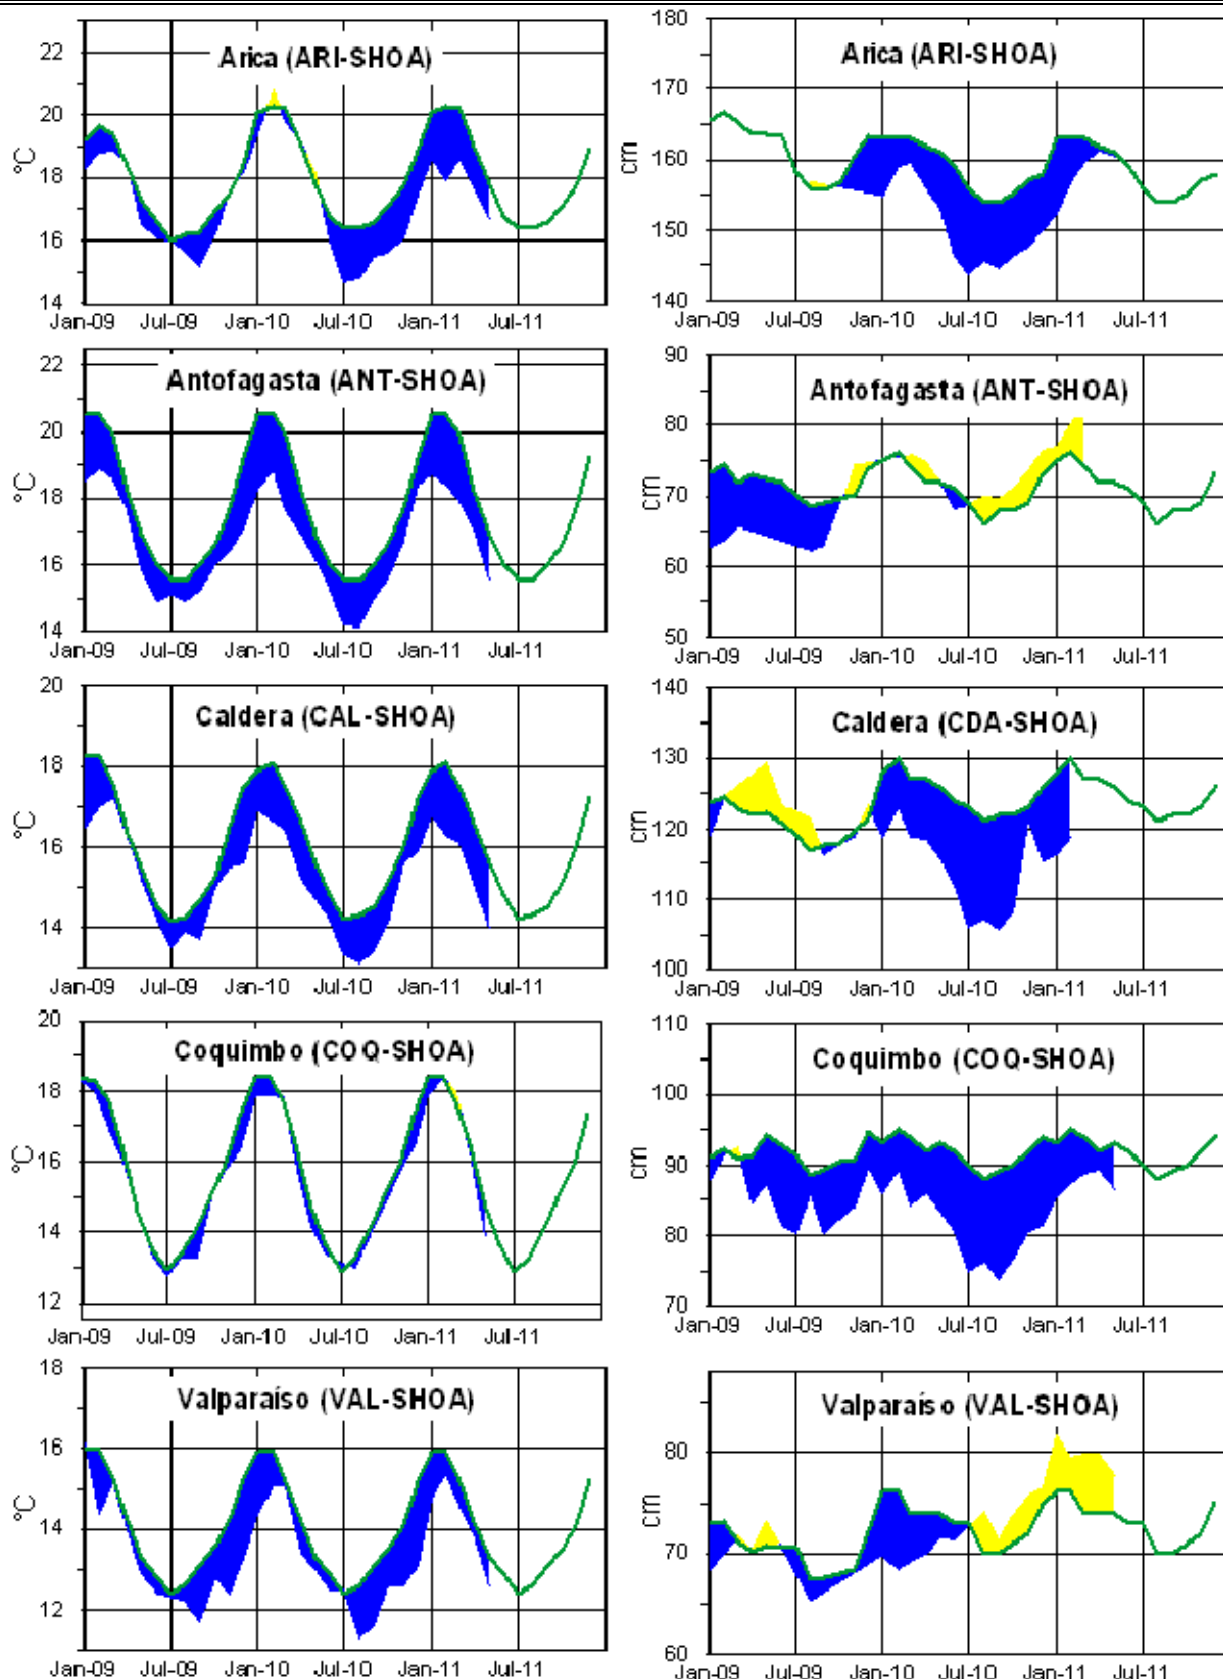 Arica (ARI-SHOA)
22
20
18
16
14
°C
Jan-09 Jul-09 Jan-10 Jul-10 Jan-11 Jul-11
Arica (ARI-SHOA)
180
170
160
150
140
cm
Jan-09 Jul-09 Jan-10 Jul-10 Jan-11 Jul-11
Antofagasta (ANT-SHOA)
22
20
18
16
14
°C
Jan-09 Jul-09 Jan-10 Jul-10 Jan-11 Jul-11
Antofagasta (ANT-SHOA)
90
80
70
60
50
cm
Jan-09 Jul-09 Jan-10 Jul-10 Jan-11 Jul-11
Caldera (CAL-SHOA)
20
18
16
14
°C
Jan-09 Jul-09 Jan-10 Jul-10 Jan-11 Jul-11
Caldera (CDA-SHOA)
140
130
120
110
100
cm
Jan-09 Jul-09 Jan-10 Jul-10 Jan-11 Jul-11
Coquimbo (COQ-SHOA)
20
18
16
14
12
°C
Jan-09 Jul-09 Jan-10 Jul-10 Jan-11 Jul-11
Coquimbo (COQ-SHOA)
110
100
90
80
70
cm
Jan-09 Jul-09 Jan-10 Jul-10 Jan-11 Jul-11
Valparaíso (VAL-SHOA)
18
16
14
12
°C
Jan-09 Jul-09 Jan-10 Jul-10 Jan-11 Jul-11
Valparaíso (VAL-SHOA)
80
70
60
cm
Jan-09 Jul-09 Jan-10 Jul-10 Jan-11 Jul-11